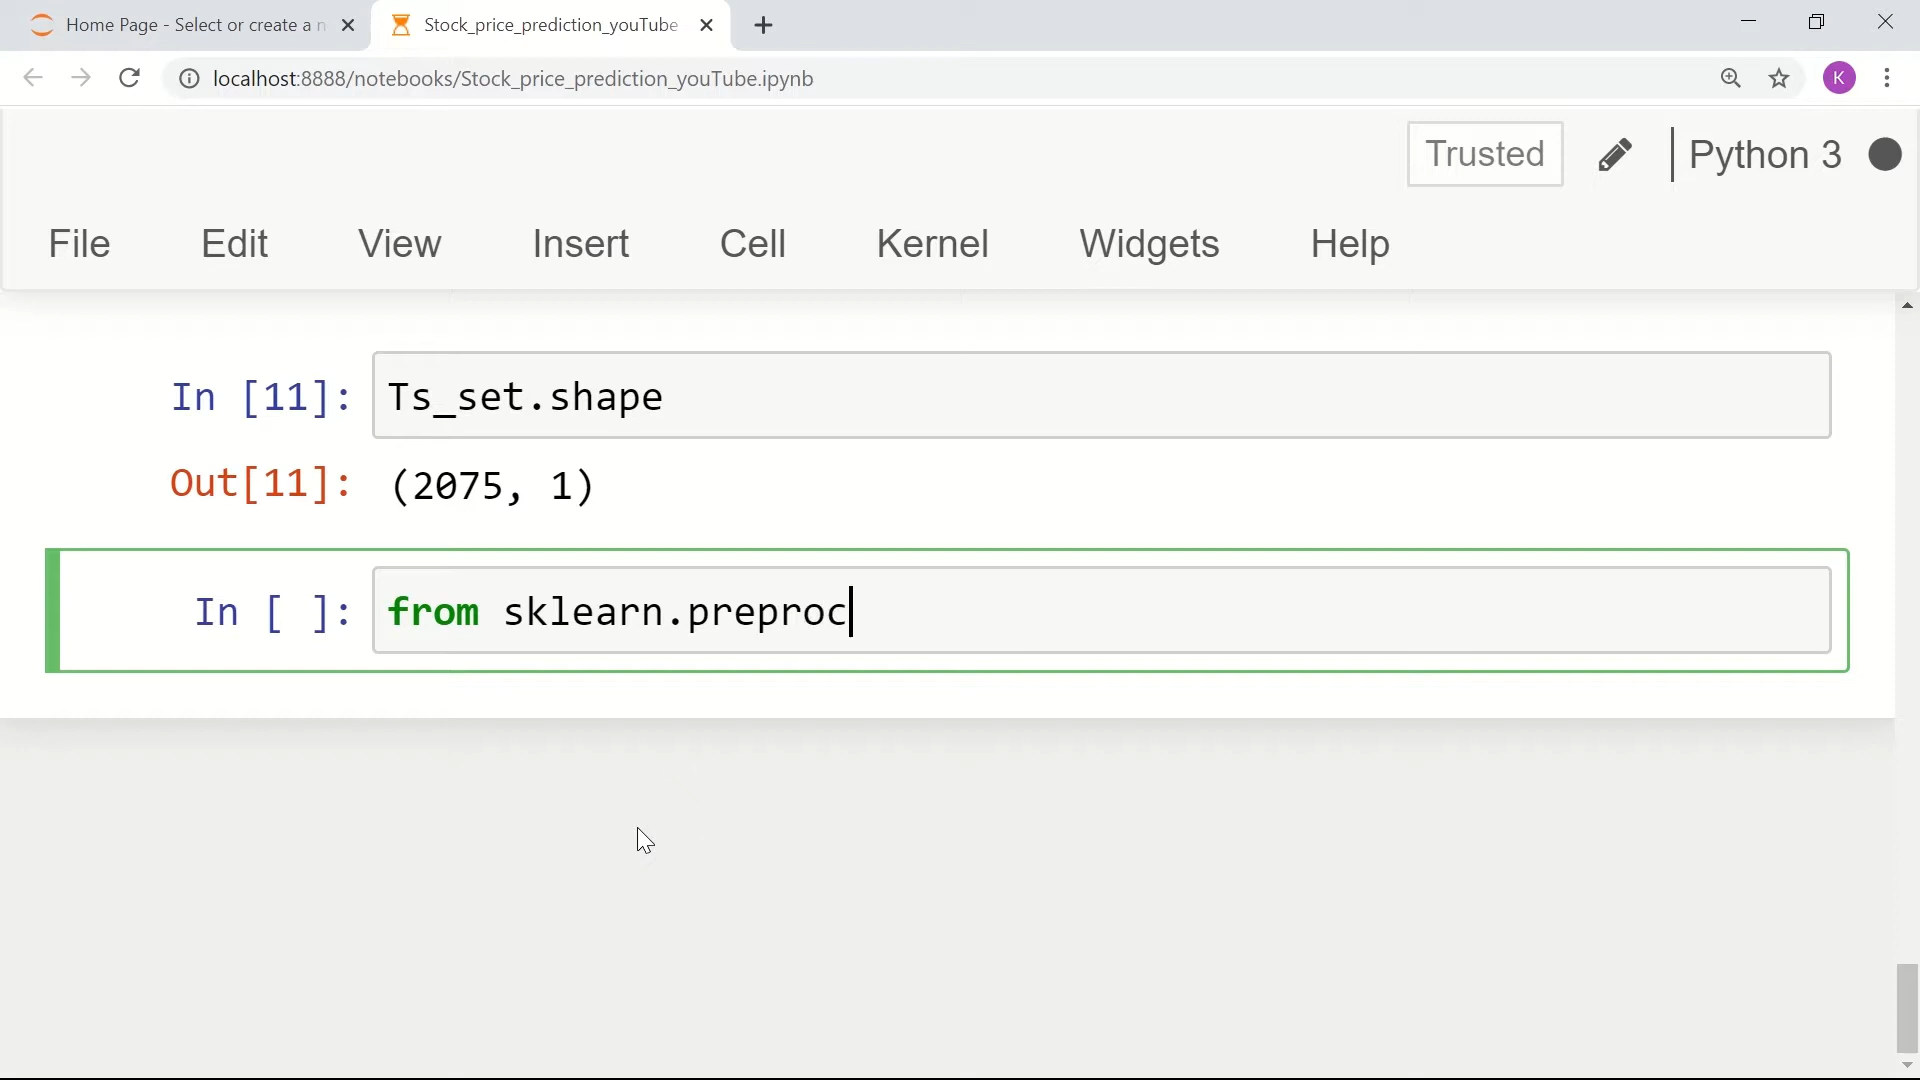 Home Page - Select or create a n
Stock_price_prediction_youTube
localhost:8888/notebooks/Stock_price_prediction_youTube.ipynb
K
Trusted
Python 3
File Edit View Insert Cell Kernel Widgets Help
In [11]: Ts_set.shape
Out[11]: (2075, 1)
In [ ]: from sklearn.preproc